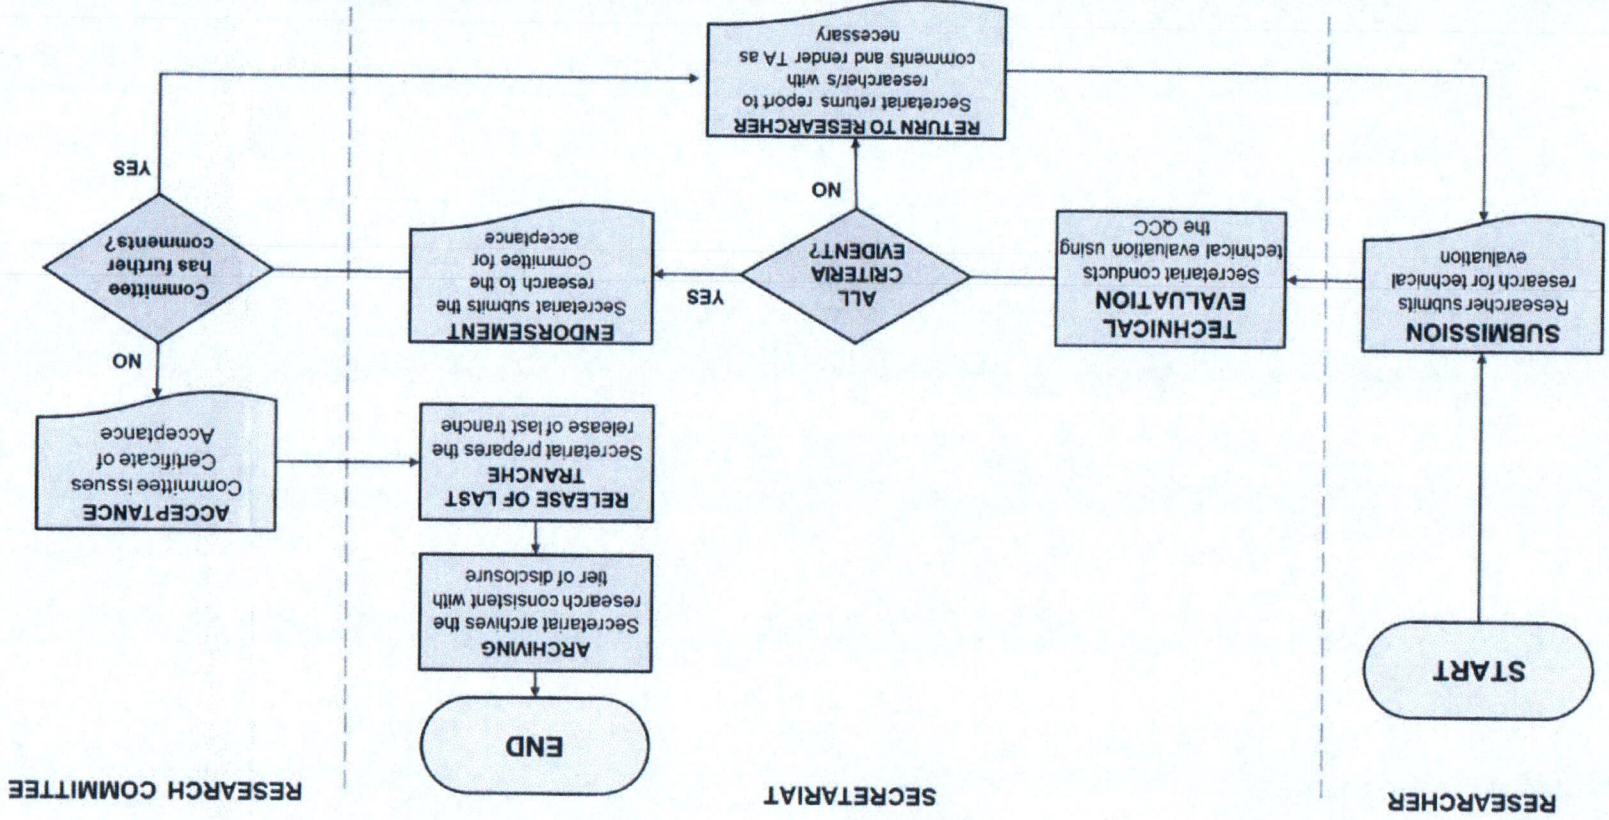 RESEARCHER
SECRETARIAT
RESEARCH COMMITTEE
START
END
SUBMISSION
Researcher submits
research for technical
evaluation
TECHNICAL
EVALUATION
Secretariat conducts
technical evaluation using
the QCC
ALL
CRITERIA
EVIDENT?
YES
NO
RETURN TO RESEARCHER
Secretariat returns report to
researcher/s with
comments and render TA as
necessary
ENDORSEMENT
Secretariat submits the
research to the
Committee for
acceptance
Committee
has further
comments?
YES
NO
ACCEPTANCE
Committee issues
Certificate of
Acceptance
RELEASE OF LAST
TRANCHE
Secretariat prepares the
release of last tranche
ARCHIVING
Secretariat archives the
research consistent with
tier of disclosure